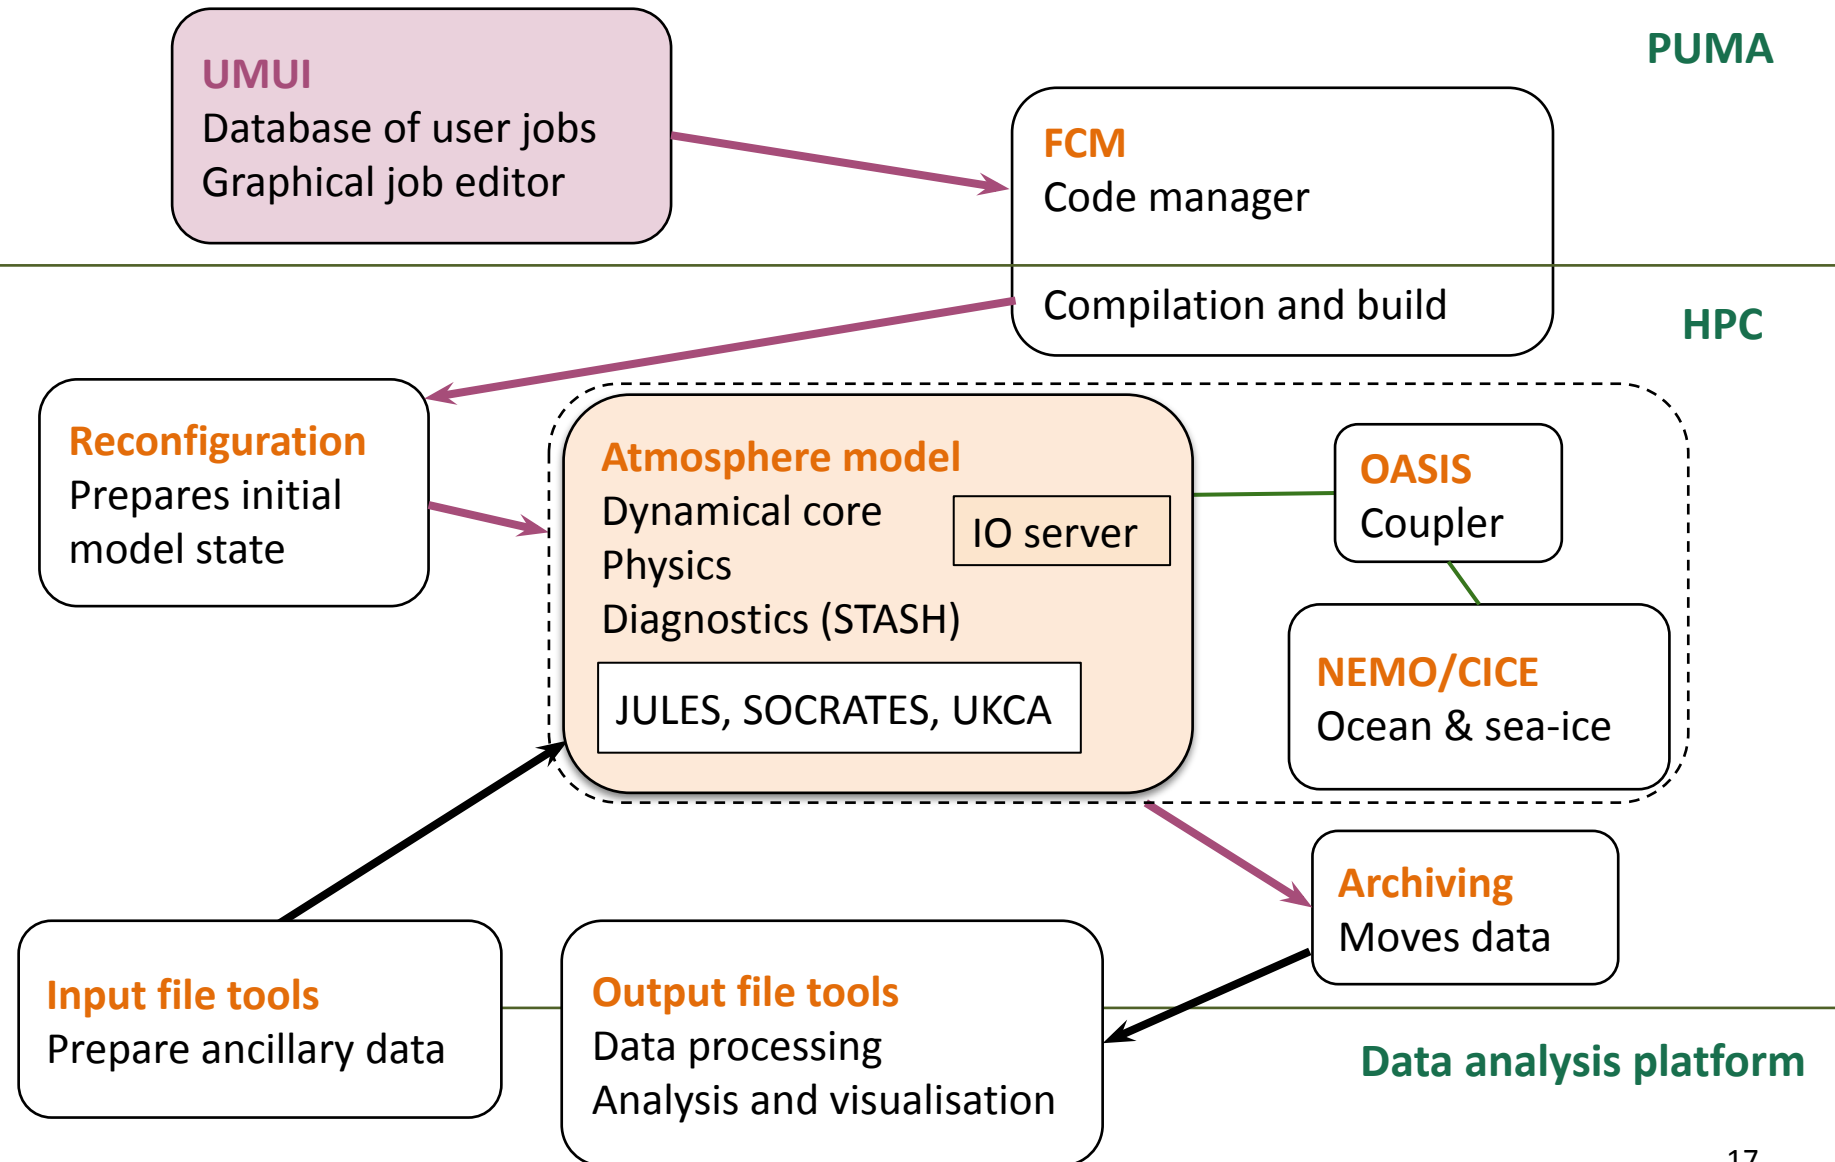 PUMA
UMUI
Database of user jobs
Graphical job editor
FCM
Code manager
Compilation and build
HPC
Reconfiguration
Prepares initial
model state
Atmosphere model
Dynamical core
Physics
Diagnostics (STASH)
IO server
JULES, SOCRATES, UKCA
OASIS
Coupler
NEMO/CICE
Ocean & sea-ice
Archiving
Moves data
Input file tools
Prepare ancillary data
Output file tools
Data processing
Analysis and visualisation
Data analysis platform
17